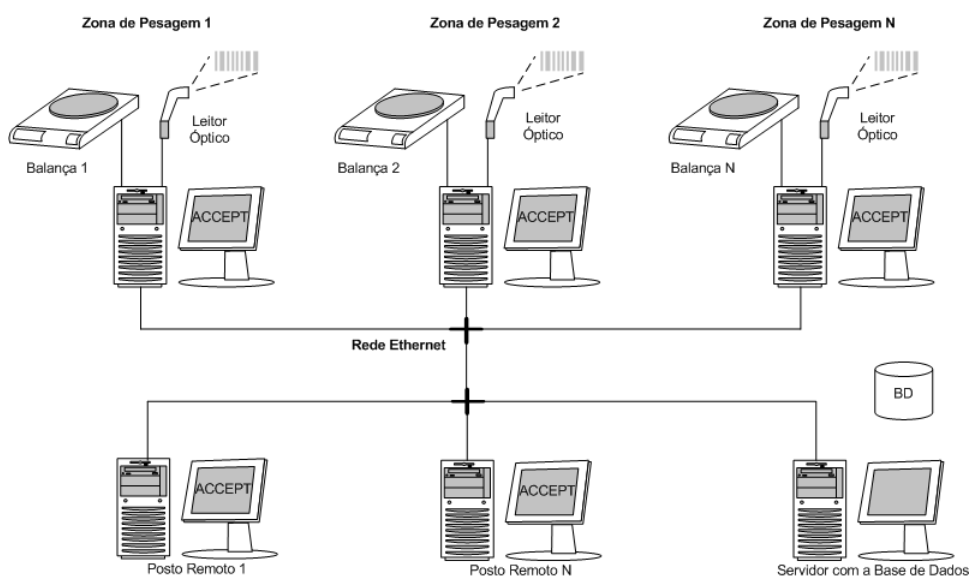 Zona de Pesagem 1
Zona de Pesagem 2
Zona de Pesagem N
Leitor
Óptico
Leitor
Óptico
Leitor
Óptico
Balança 1
Balança 2
Balança N
ACCEPT
ACCEPT
ACCEPT
Rede Ethernet
BD
ACCEPT
ACCEPT
Posto Remoto 1
Posto Remoto N
Servidor com a Base de Dados